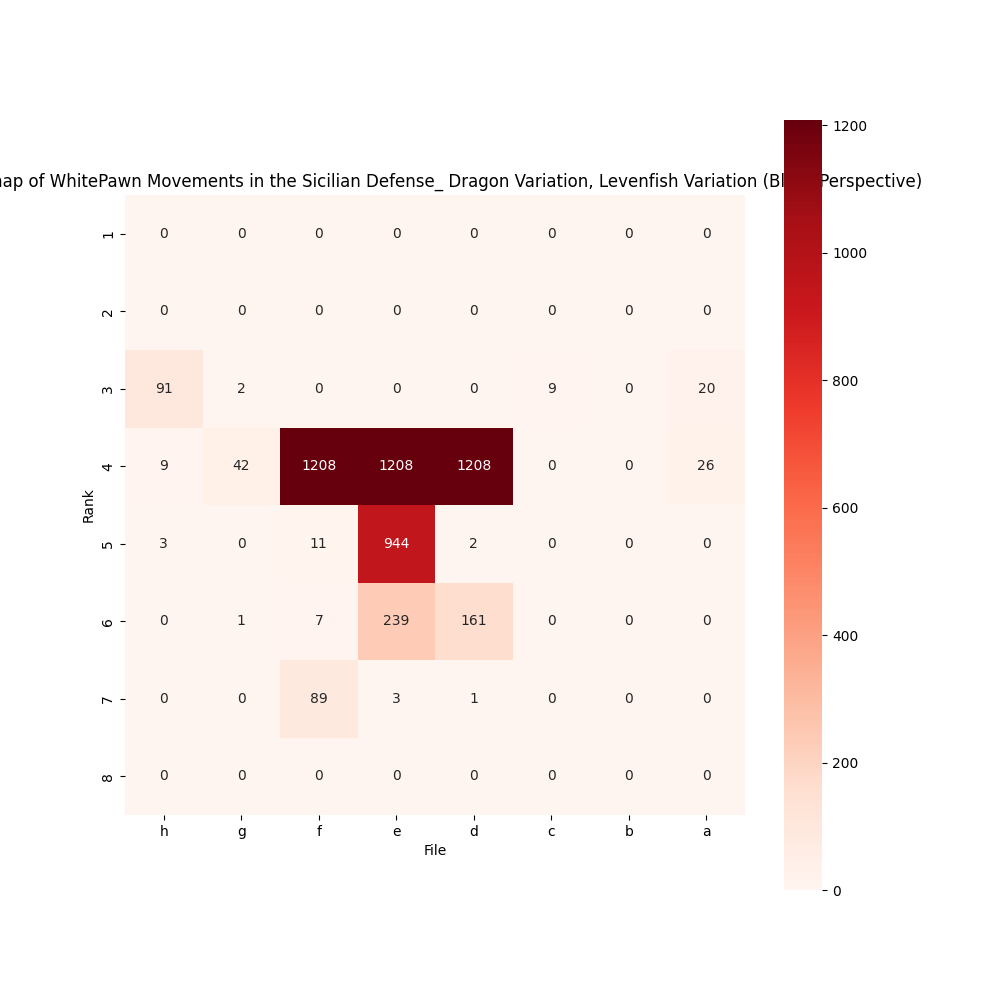 of WhitePawn Movements in the Sicilian Defense_ Dragon Variation, Levenfish Variation Perspective)
1200
1 0 0 0 0 0 0 0 0
1000
2 0 0 0 0 0 0 0 0
3 91 2 0 0 0 9 0 20
800
4 9 42 1208 1208 1208 0 0 26
Rank
600
5 3 0 11 944 2 0 0 0
6 0 1 7 239 161 0 0 0
400
7 0 0 89 3 1 0 0 0
200
8 0 0 0 0 0 0 0 0
h g f e d c b a
File
0